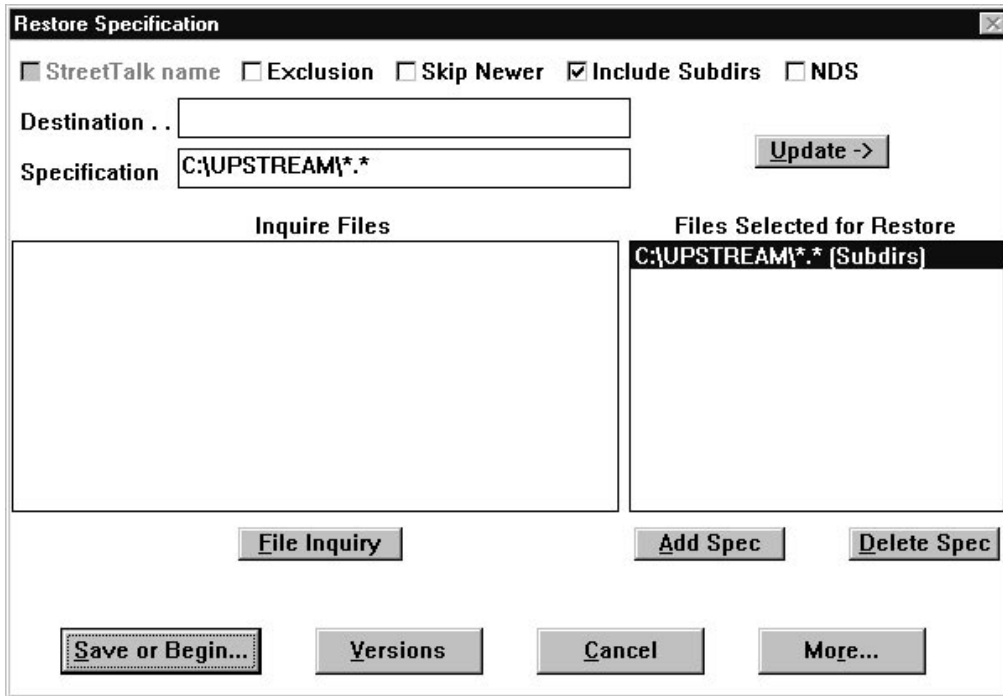 Restore Specification
StreetTalk name Exclusion Skip Newer Include Subdirs NDS
Destination . .
Update ->
Specification C:\UPSTREAM\*.*
Inquire Files Files Selected for Restore
C:\UPSTREAM\*.* (Subdirs)
File Inquiry Add Spec Delete Spec
Save or Begin... Versions Cancel More...